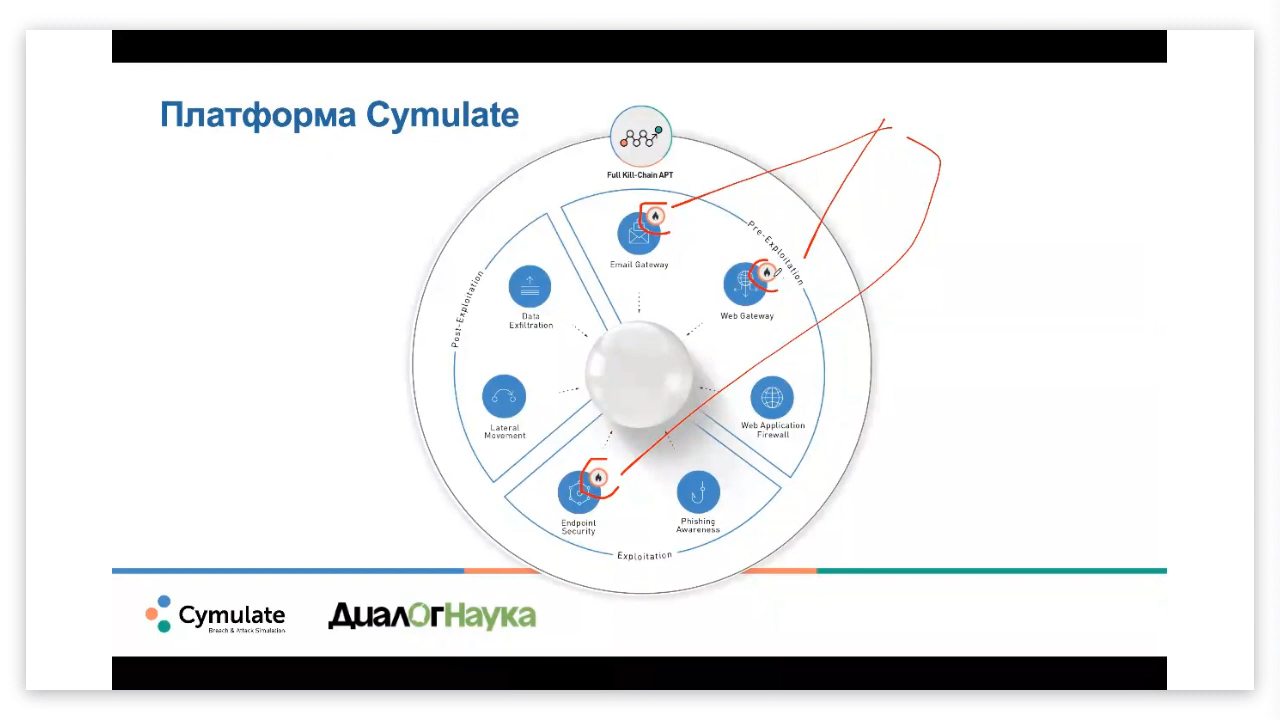 Платформа Cymulate
Full Kill-Chain APT
Pre-Exploitation
Post-Exploitation
Email Gateway
Data
Exfiltration
Web Gateway
Lateral
Movement
Web Application
Firewall
Endpoint
Security
Phishing
Awareness
Exploitation
Cymulate
Breach & Attack Simulation
ДиалогНаука